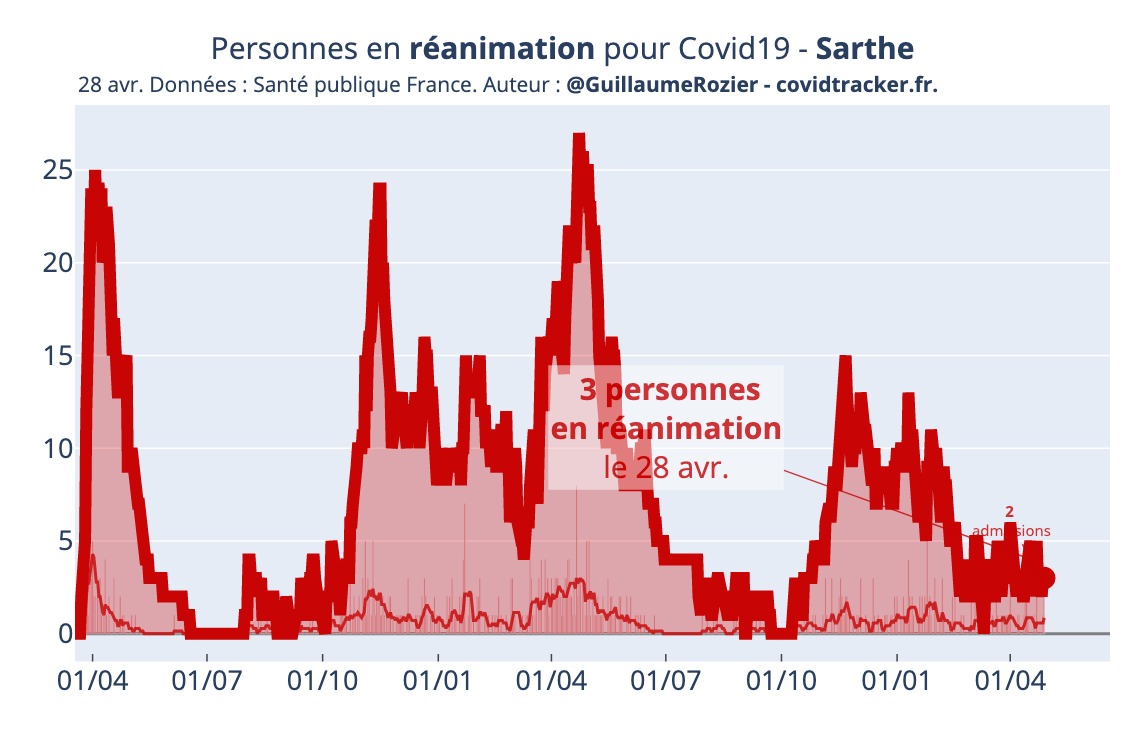 Personnes en réanimation pour Covid19 - Sarthe
28 avr. Données : Santé publique France. Auteur : @GuillaumeRozier - covidtracker.fr.
25
20
15
10
5
0
3 personnes
en réanimation
le 28 avr.
2
admissions
01/04
01/07
01/10
01/01
01/04
01/07
01/10
01/01
01/04